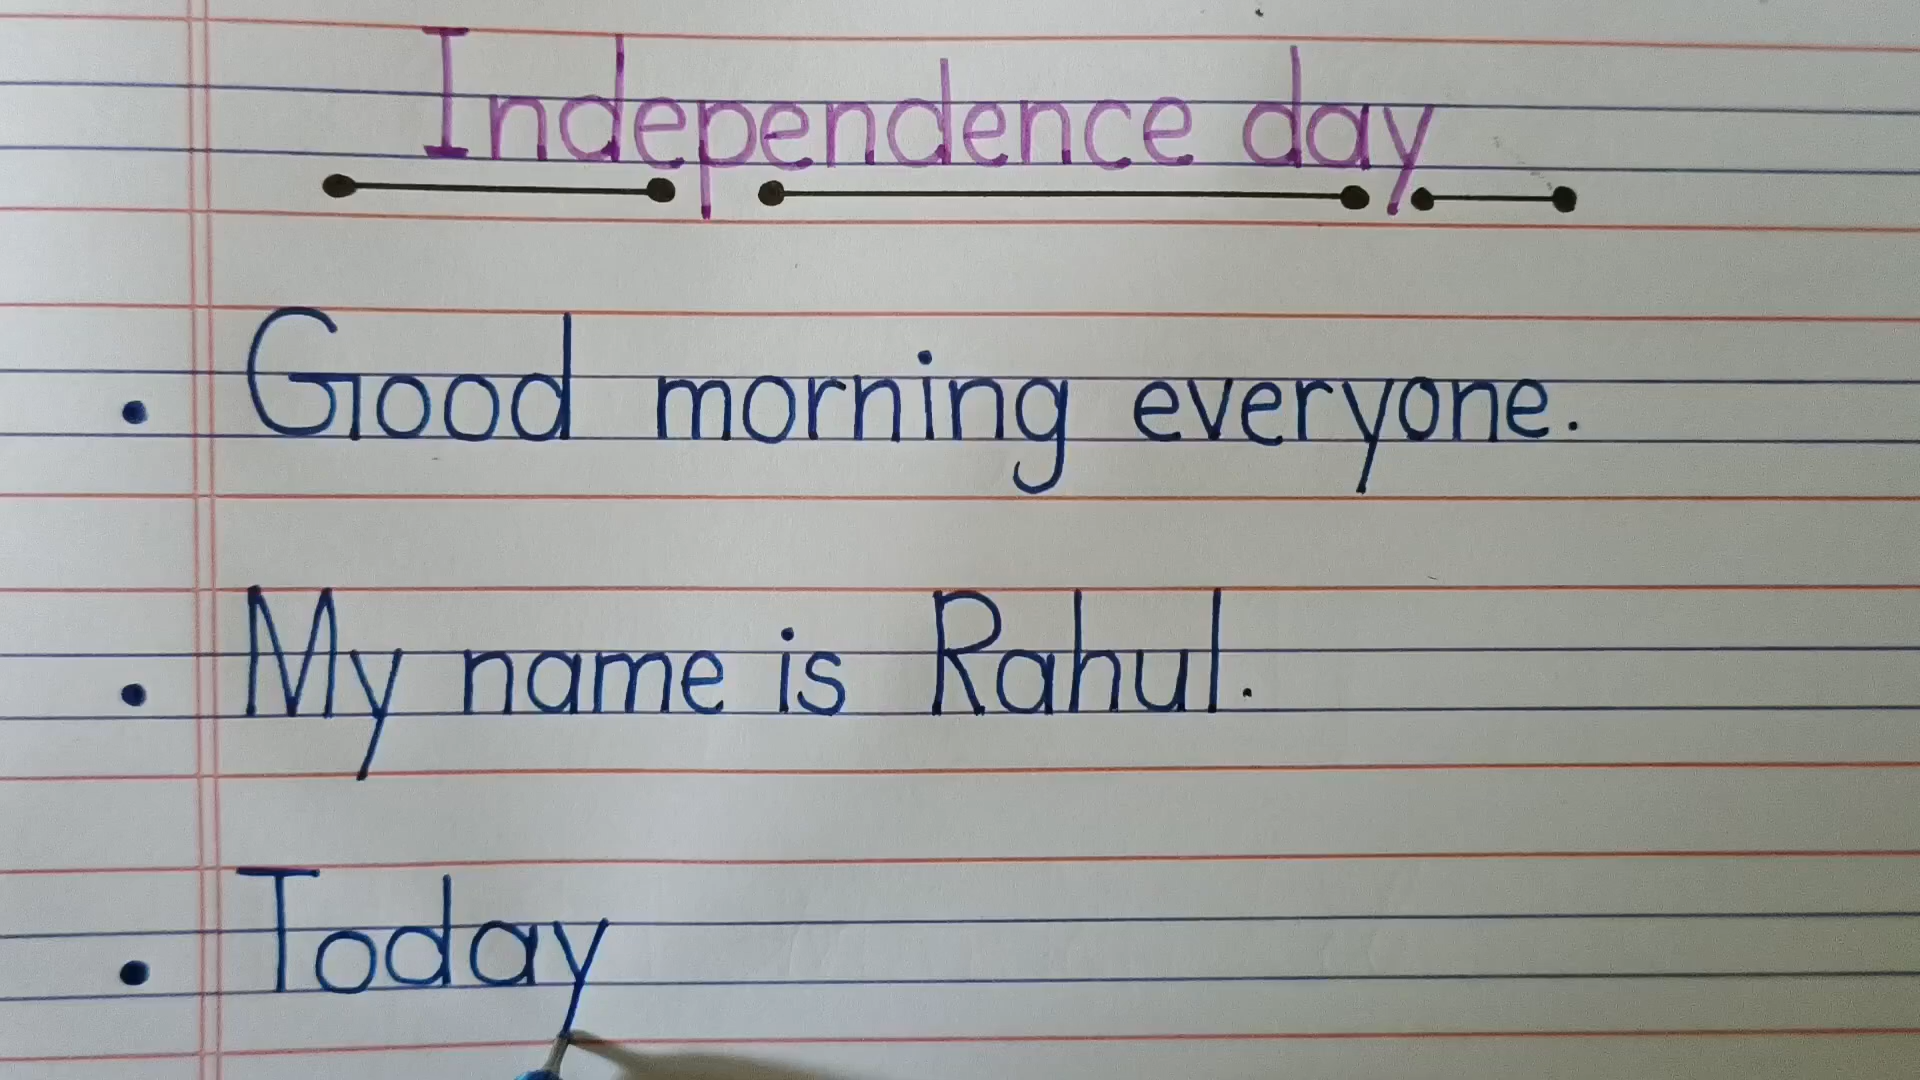 Independence day
• Good morning everyone.
• My name is Rahul.
• Today